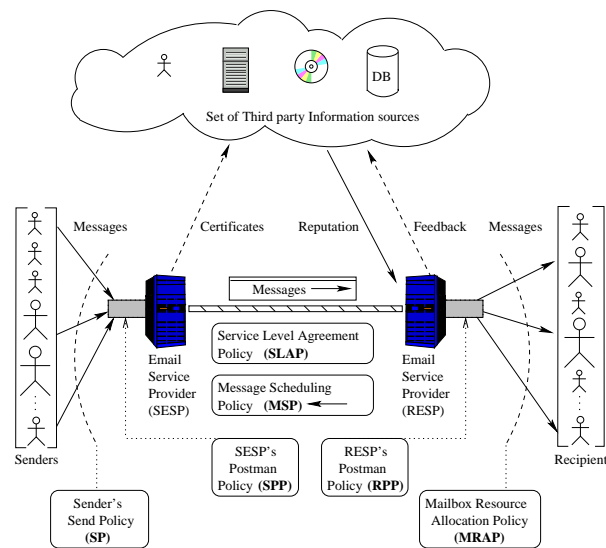 DB
Set of Third party Information sources
Messages
Certificates
Reputation
Feedback
Messages
Messages
Service Level Agreement
Policy (SLAP)
Email
Service
Provider
(SESP)
Email
Service
Provider
(RESP)
Message Scheduling
Policy (MSP)
Senders
Recipient
SESP's
Postman
Policy (SPP)
RESP's
Postman
Policy (RPP)
Sender's
Send Policy
(SP)
Mailbox Resource
Allocation Policy
(MRAP)